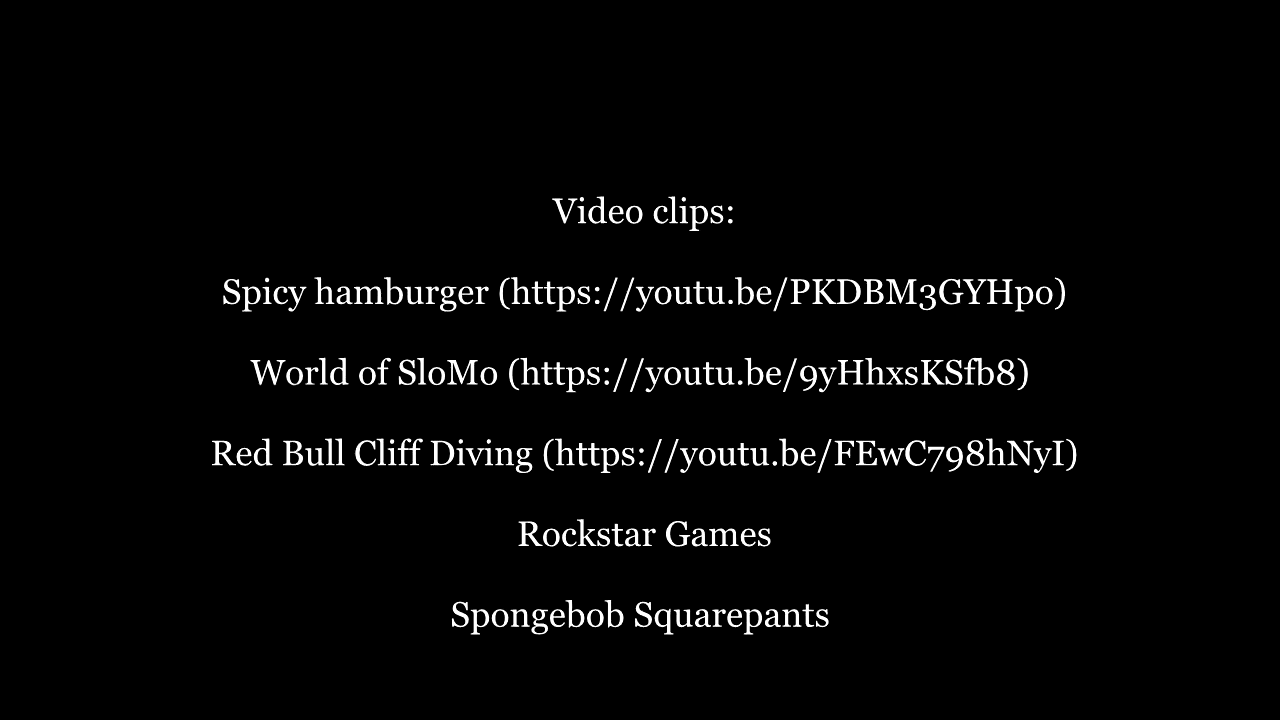 Video clips:
Spicy hamburger (https://youtu.be/PKDBM3GYHpo)
World of SloMo (https://youtu.be/9yHhxsKSfb8)
Red Bull Cliff Diving (https://youtu.be/FEwC798hNyI)
Rockstar Games
Spongebob Squarepants